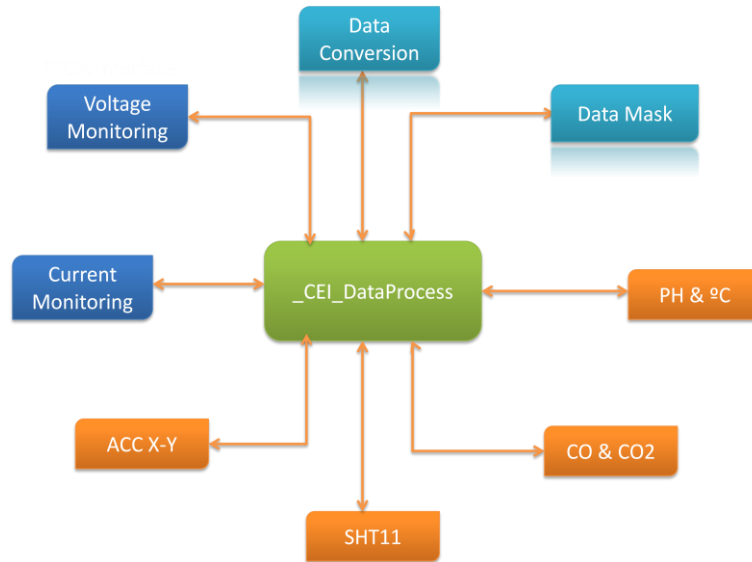 Data
Conversion
Voltage
Monitoring
Data Mask
Current
Monitoring
_CEI_DataProcess
PH & ºC
ACC X-Y
CO & CO2
SHT11